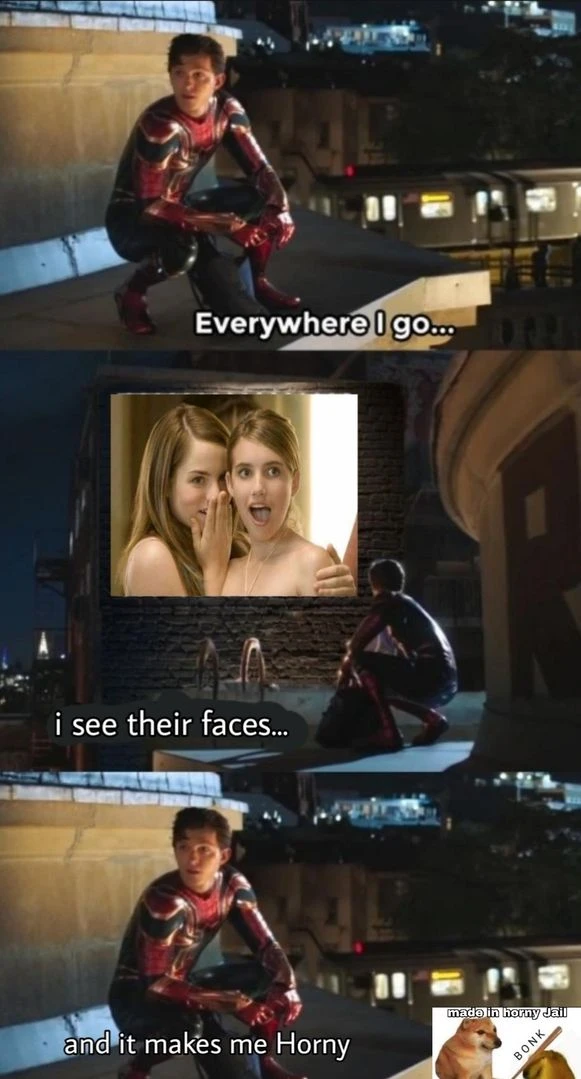 Everywhere I go...
i see their faces...
and it makes me Horny
made in horny Jail
BONK